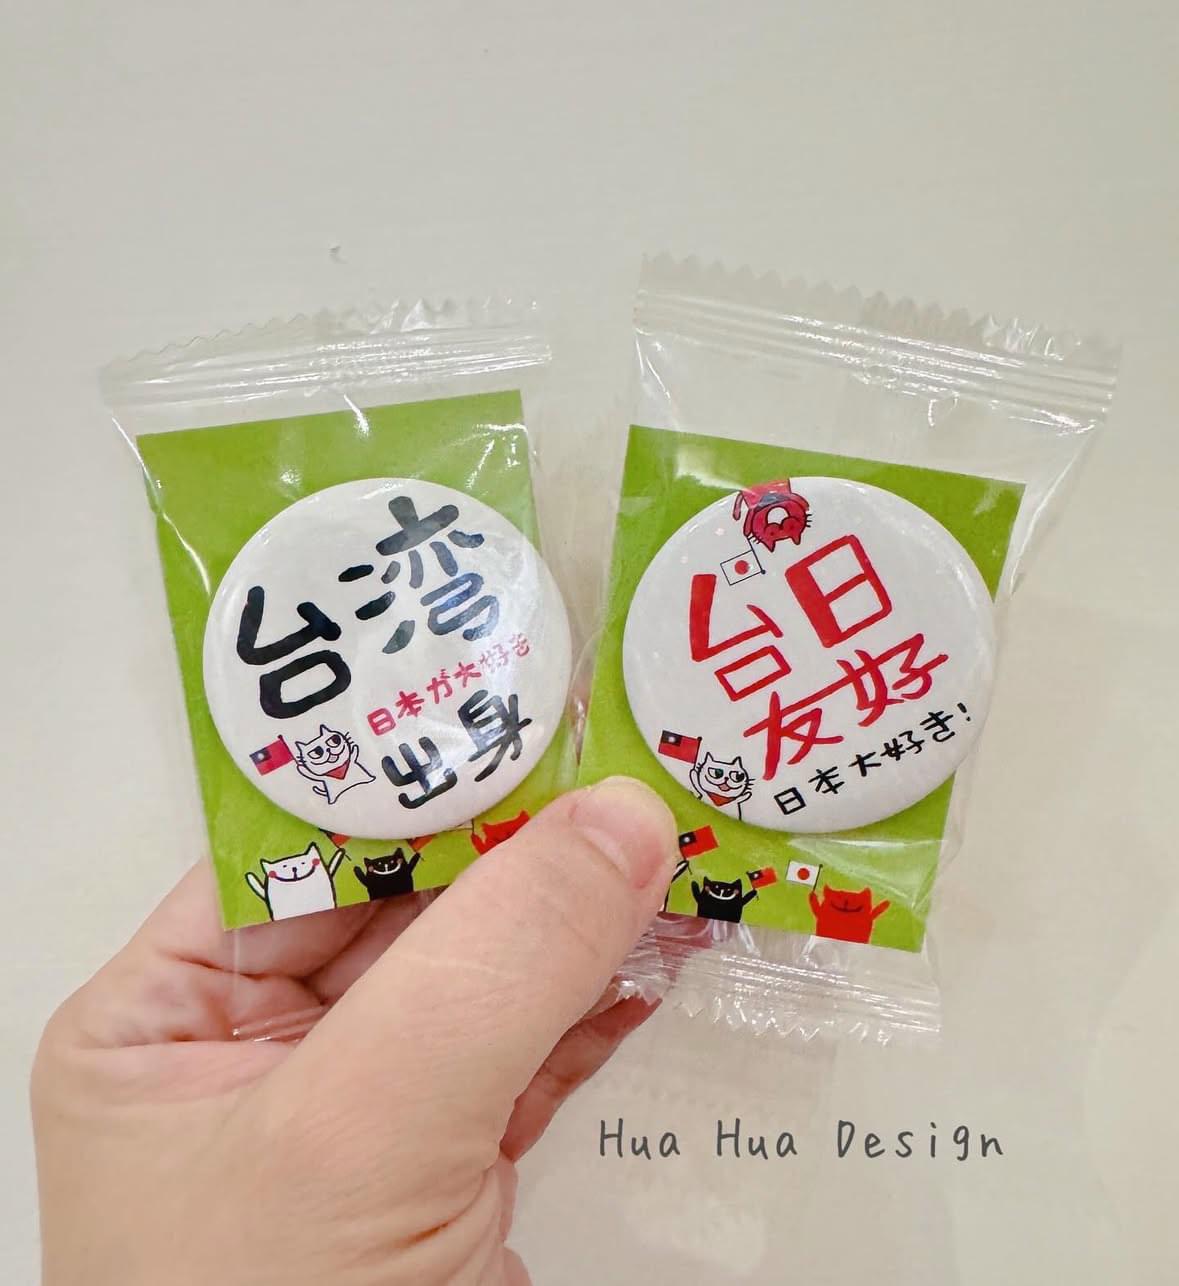 台湾
日本が大好き
出身
台日
友好
日本大好き!
Hua Hua Design